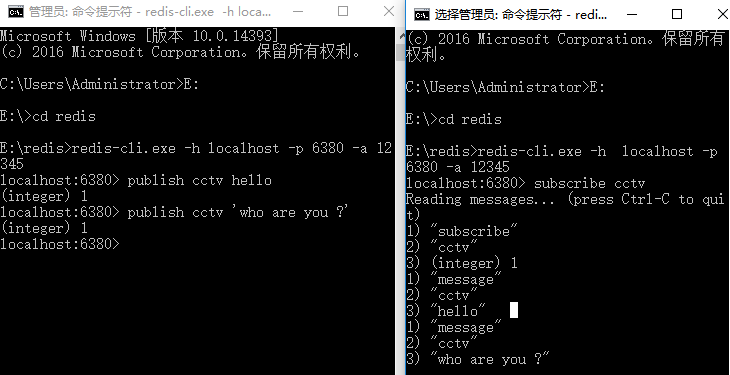 管理员: 命令提示符 - redis-cli.exe  -h loca...
Microsoft Windows [版本 10.0.14393]
(c) 2016 Microsoft Corporation。保留所有权利。
C:\Users\Administrator>E:
E:\>cd redis
E:\redis>redis-cli.exe -h localhost -p 6380 -a 12
345
localhost:6380> publish cctv hello
(integer) 1
localhost:6380> publish cctv 'who are you ?'
(integer) 1
localhost:6380>
选择管理员: 命令提示符 - redi...
(c) 2016 Microsoft Corporation。保留所有
权利。
C:\Users\Administrator>E:
E:\>cd redis
E:\redis>redis-cli.exe -h  localhost -p
6380 -a 12345
localhost:6380> subscribe cctv
Reading messages... (press Ctrl-C to qui
t)
1) "subscribe"
2) "cctv"
3) (integer) 1
1) "message"
2) "cctv"
3) "hello"
1) "message"
2) "cctv"
3) "who are you ?"